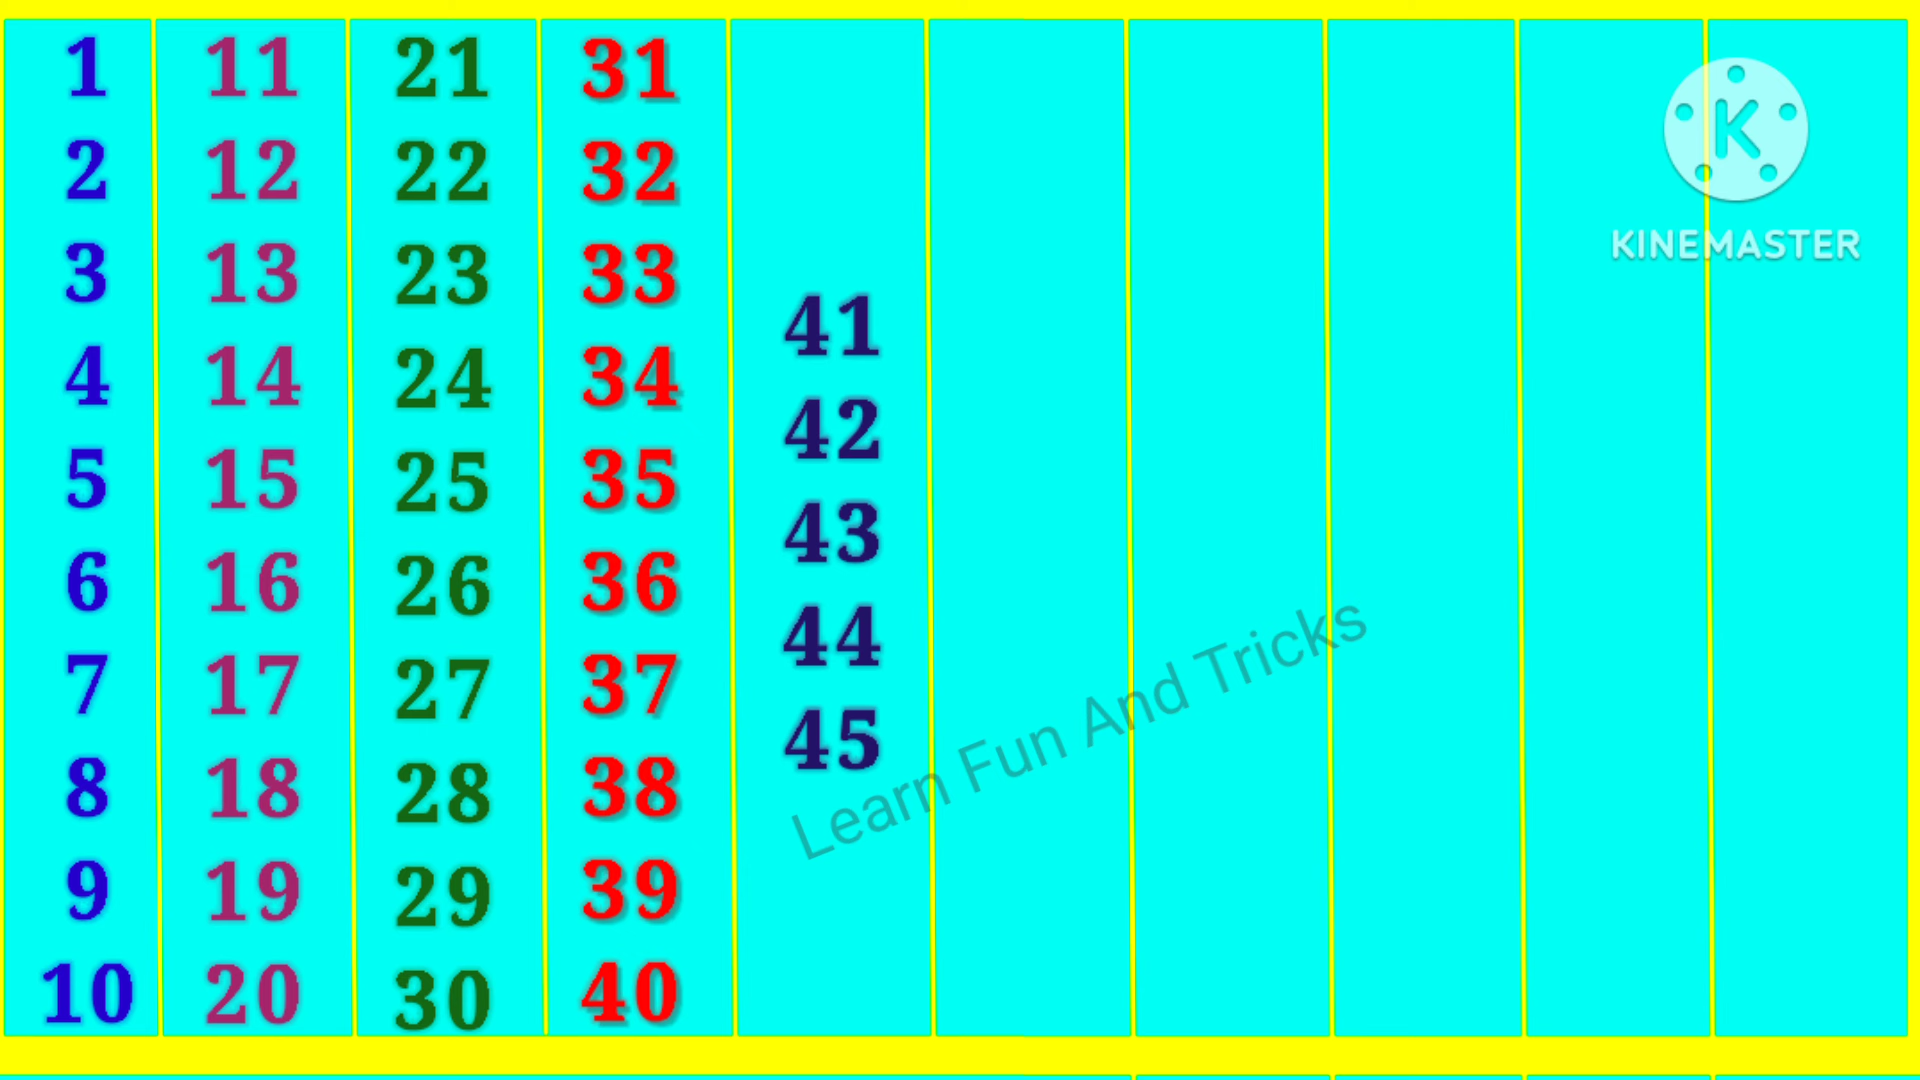 1 11 21 31
2 12 22 32
3 13 23 33
41
4 14 24 34
42
5 15 25 35
43
6 16 26 36
44
7 17 27 37
45
8 18 28 38
9 19 29 39
10 20 30 40
K
KINEMASTER
Learn Fun And Tricks